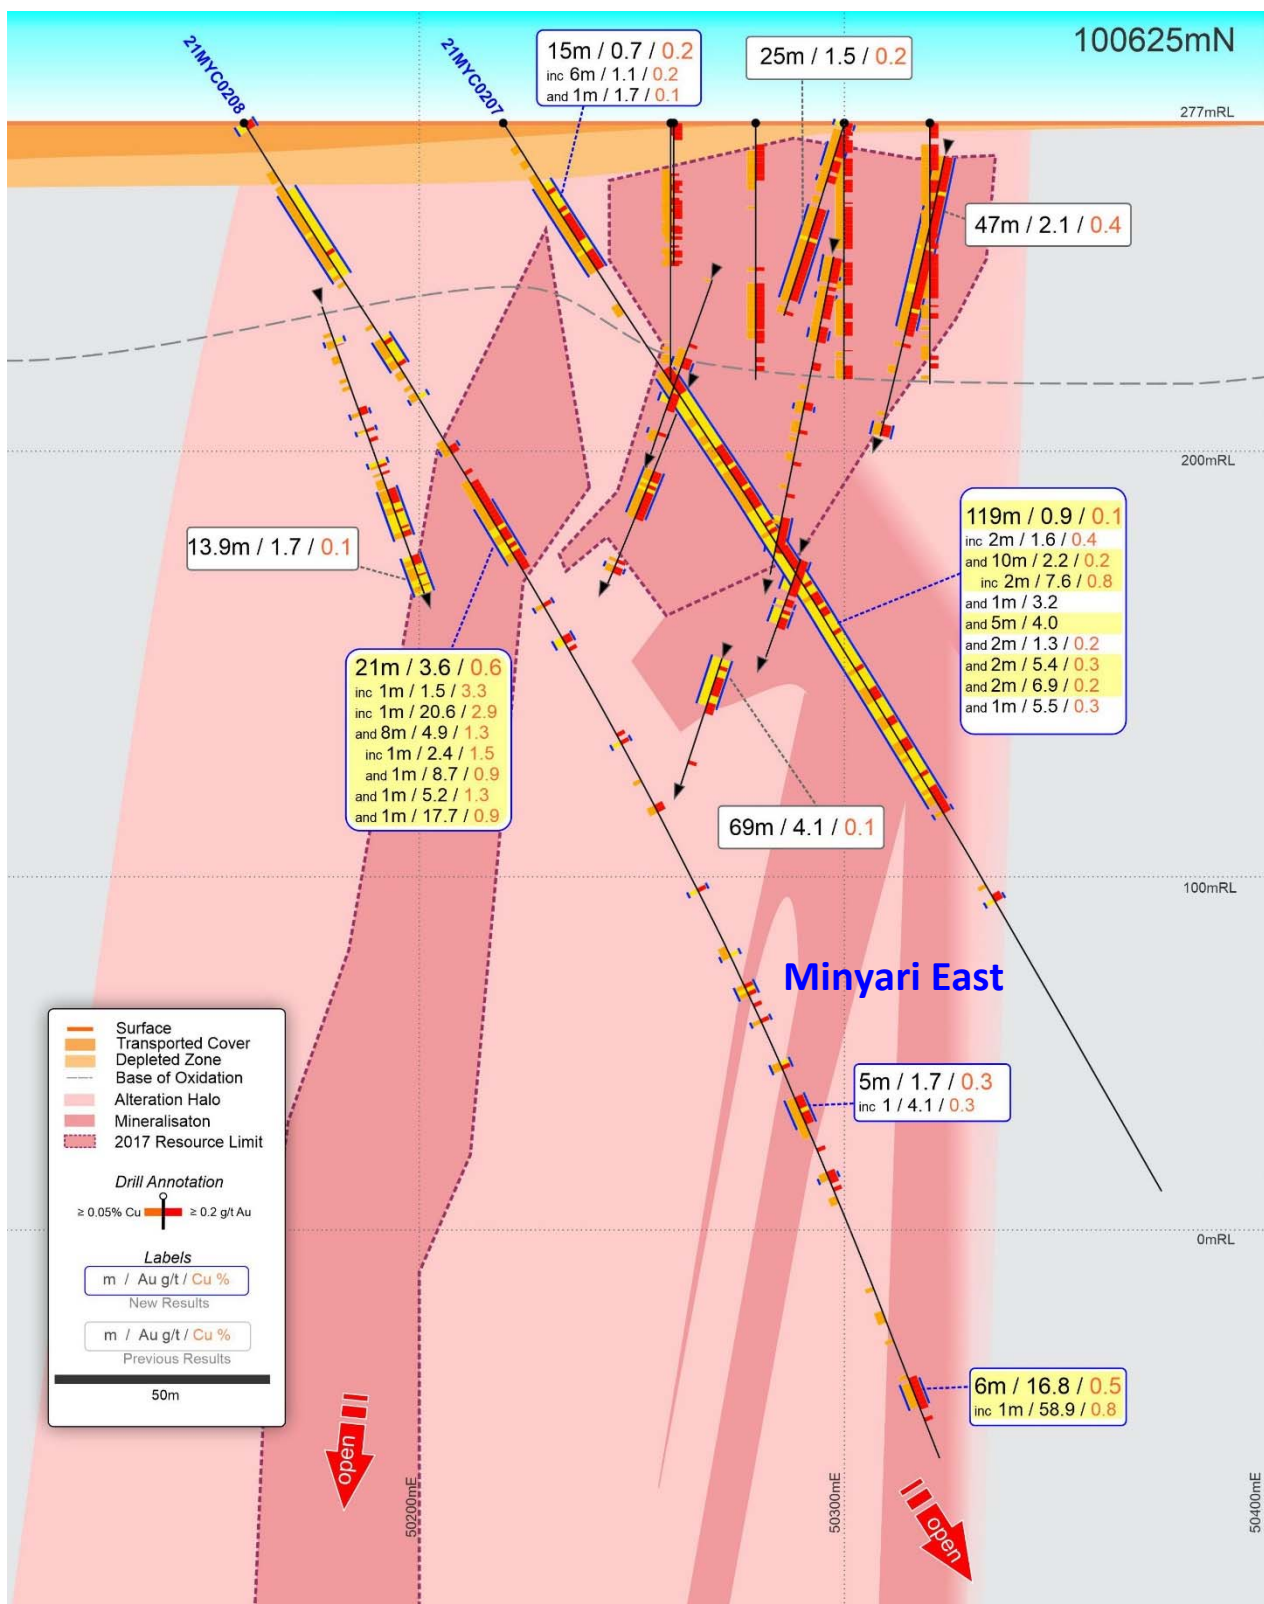 100625mN
21MYC0208
21MYC0207
15m / 0.7 / 0.2
inc 6m / 1.1 / 0.2
and 1m / 1.7 / 0.1
25m / 1.5 / 0.2
277mRL
47m / 2.1 / 0.4
200mRL
13.9m / 1.7 / 0.1
119m / 0.9 / 0.1
inc 2m / 1.6 / 0.4
and 10m / 2.2 / 0.2
inc 2m / 7.6 / 0.8
and 1m / 3.2
and 5m / 4.0
and 2m / 1.3 / 0.2
and 2m / 5.4 / 0.3
and 2m / 6.9 / 0.2
and 1m / 5.5 / 0.3
21m / 3.6 / 0.6
inc 1m / 1.5 / 3.3
inc 1m / 20.6 / 2.9
and 8m / 4.9 / 1.3
inc 1m / 2.4 / 1.5
and 1m / 8.7 / 0.9
and 1m / 5.2 / 1.3
and 1m / 17.7 / 0.9
69m / 4.1 / 0.1
100mRL
Minyari East
5m / 1.7 / 0.3
inc 1 / 4.1 / 0.3
0mRL
6m / 16.8 / 0.5
inc 1m / 58.9 / 0.8
Surface
Transported Cover
Depleted Zone
Base of Oxidation
Alteration Halo
Mineralisaton
2017 Resource Limit
Drill Annotation
≥ 0.05% Cu ≥ 0.2 g/t Au
Labels
m / Au g/t / Cu %
New Results
m / Au g/t / Cu %
Previous Results
50m
open
open
50200mE
50300mE
50400mE